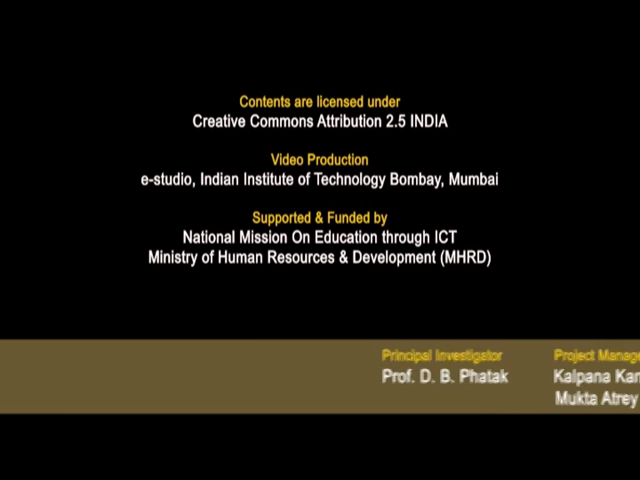 Contents are licensed under
Creative Commons Attribution 2.5 INDIA
Video Production
e-studio, Indian Institute of Technology Bombay, Mumbai
Supported & Funded by
National Mission On Education through ICT
Ministry of Human Resources & Development (MHRD)
Principal Investigator
Prof. D. B. Phatak
Project
Kalpana
Mukta Atrey